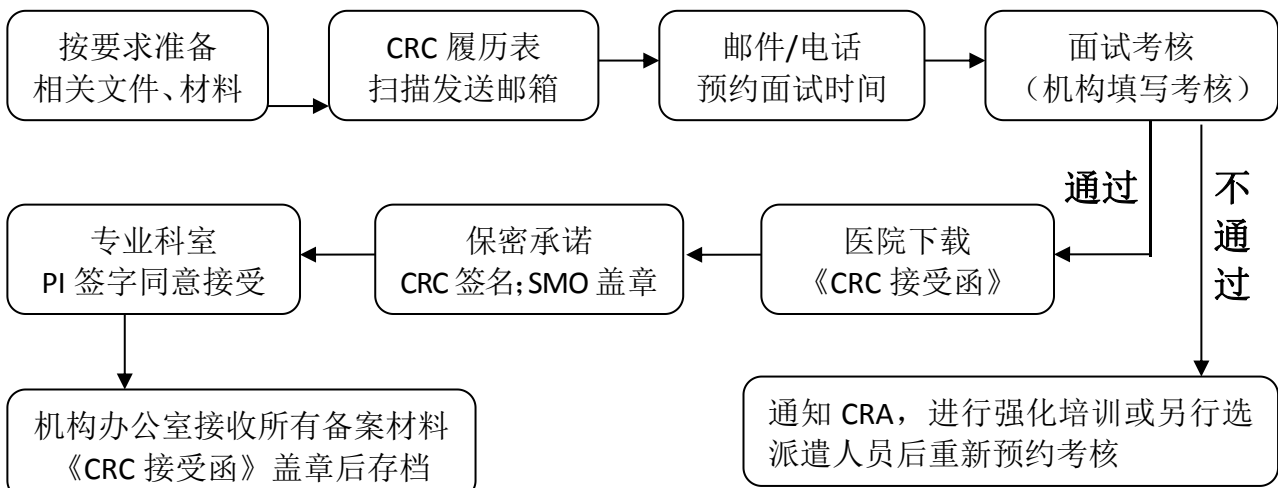 按要求准备
相关文件、材料
CRC 履历表
扫描发送邮箱
邮件/电话
预约面试时间
面试考核
（机构填写考核）
通过
不通过
医院下载
《CRC 接受函》
保密承诺
CRC 签名；SMO 盖章
专业科室
PI 签字同意接受
机构办公室接收所有备案材料
《CRC 接受函》盖章后存档
通知 CRA，进行强化培训或另行选
派遣人员后重新预约考核